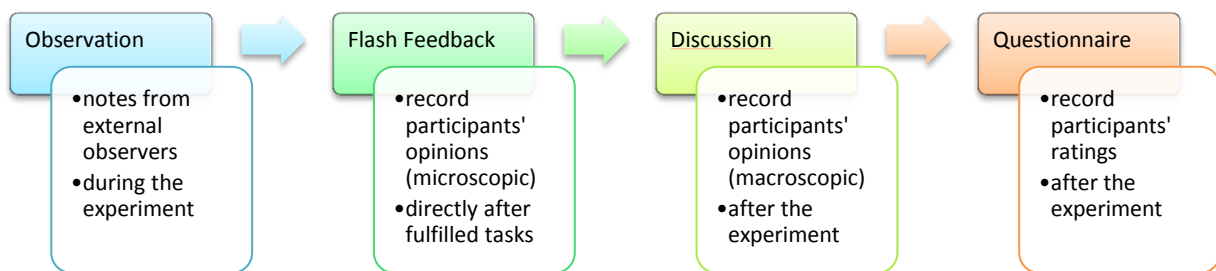 Observation
•notes from
external
observers
•during the
experiment
Flash Feedback
•record
participants'
opinions
(microscopic)
•directly after
fulfilled tasks
Discussion
•record
participants'
opinions
(macroscopic)
•after the
experiment
Questionnaire
•record
participants'
ratings
•after the
experiment